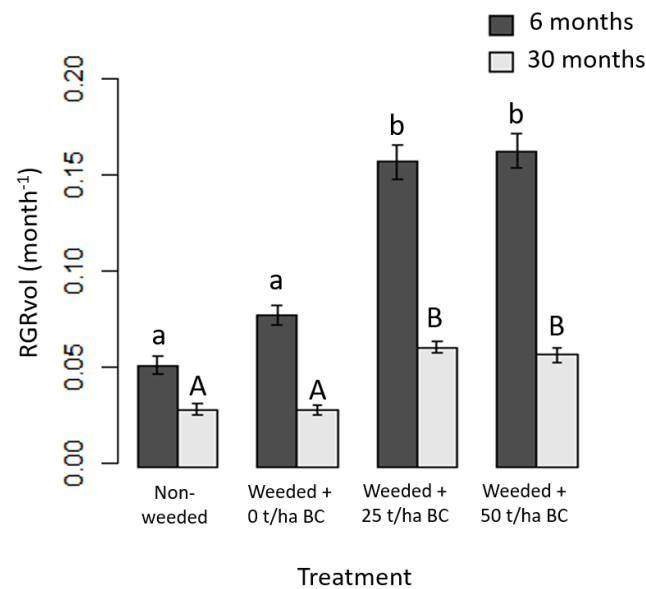 6 months
30 months
0.20
0.15
0.10
0.05
0.00
RGRvol (month-1)
a
A
a
A
b
B
b
B
Non-
weeded
Weeded +
0 t/ha BC
Weeded +
25 t/ha BC
Weeded +
50 t/ha BC
Treatment